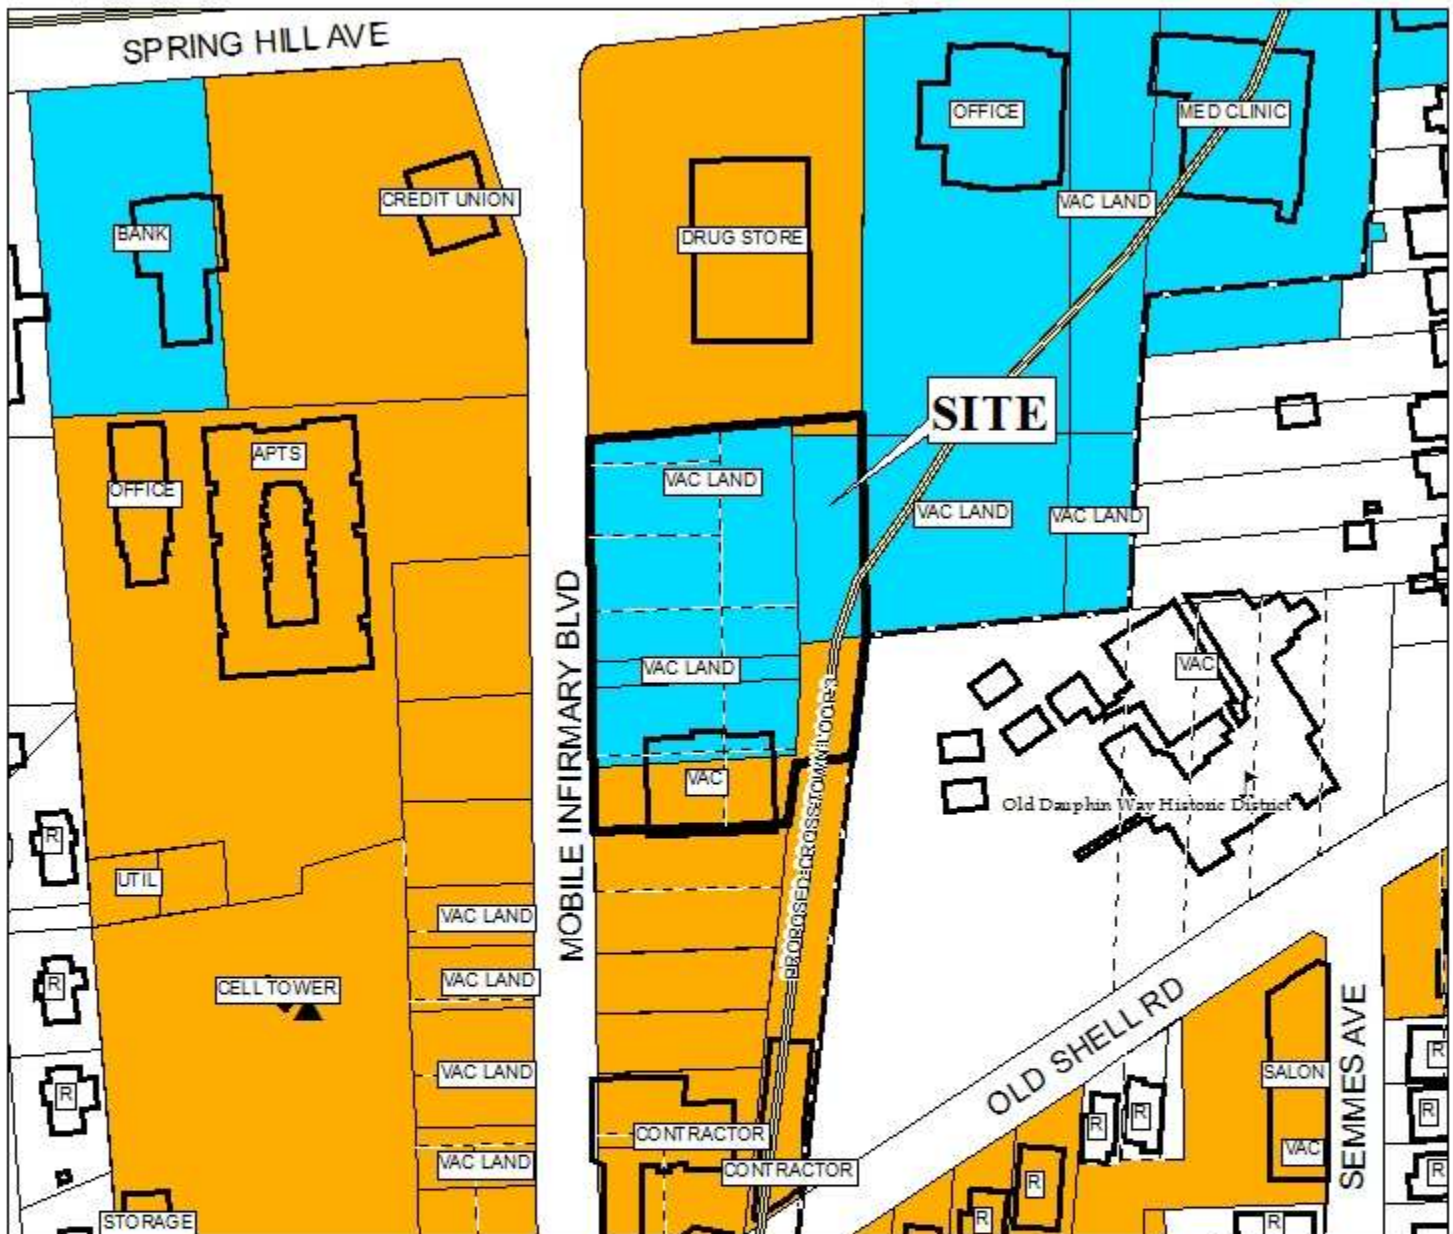 SPRING HILL AVE
OFFICE
MED CLINIC
CREDIT UNION
VAC LAND
BANK
DRUG STORE
SITE
APTS
OFFICE
VAC LAND
VAC LAND
VAC LAND
MOBILE INFIRMARY BLVD
VAC LAND
VAC
VAC
PROPOSED CROSSTOWN LOOP
Old Dauphin Way Historic District
R
UTIL
VAC LAND
VAC LAND
R
CELL TOWER
OLD SHELL RD
SEMMES AVE
R
VAC LAND
SALON
R
R
R
R
CONTRACTOR
VAC
VAC LAND
CONTRACTOR
R
R
STORAGE
R
R